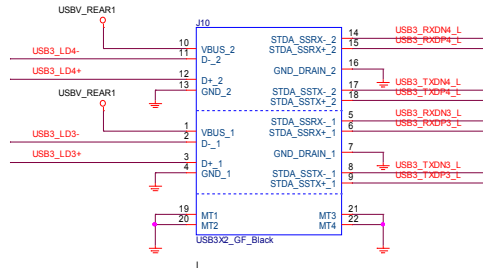 USBV_REAR1
J10
10 VBUS_2 STDA_SSRX-_2 14 USB3_RXDN4_L
USB3_LD4- 11 D-_2 STDA_SSRX+_2 15 USB3_RXDP4_L
USB3_LD4+ 12 D+_2 GND_DRAIN_2 16
13 GND_2 STDA_SSTX-_2 17 USB3_TXDN4_L
USBV_REAR1 STDA_SSTX+_2 18 USB3_TXDP4_L
STDA_SSRX-_1 5 USB3_RXDN3_L
1 VBUS_1 STDA_SSRX+_1 6 USB3_RXDP3_L
USB3_LD3- 2 D-_1
GND_DRAIN_1 7
USB3_LD3+ 3 D+_1
4 GND_1 STDA_SSTX-_1 8 USB3_TXDN3_L
STDA_SSTX+_1 9 USB3_TXDP3_L
19 MT1 MT3 21
20 MT2 MT4 22
USB3X2_GF_Black